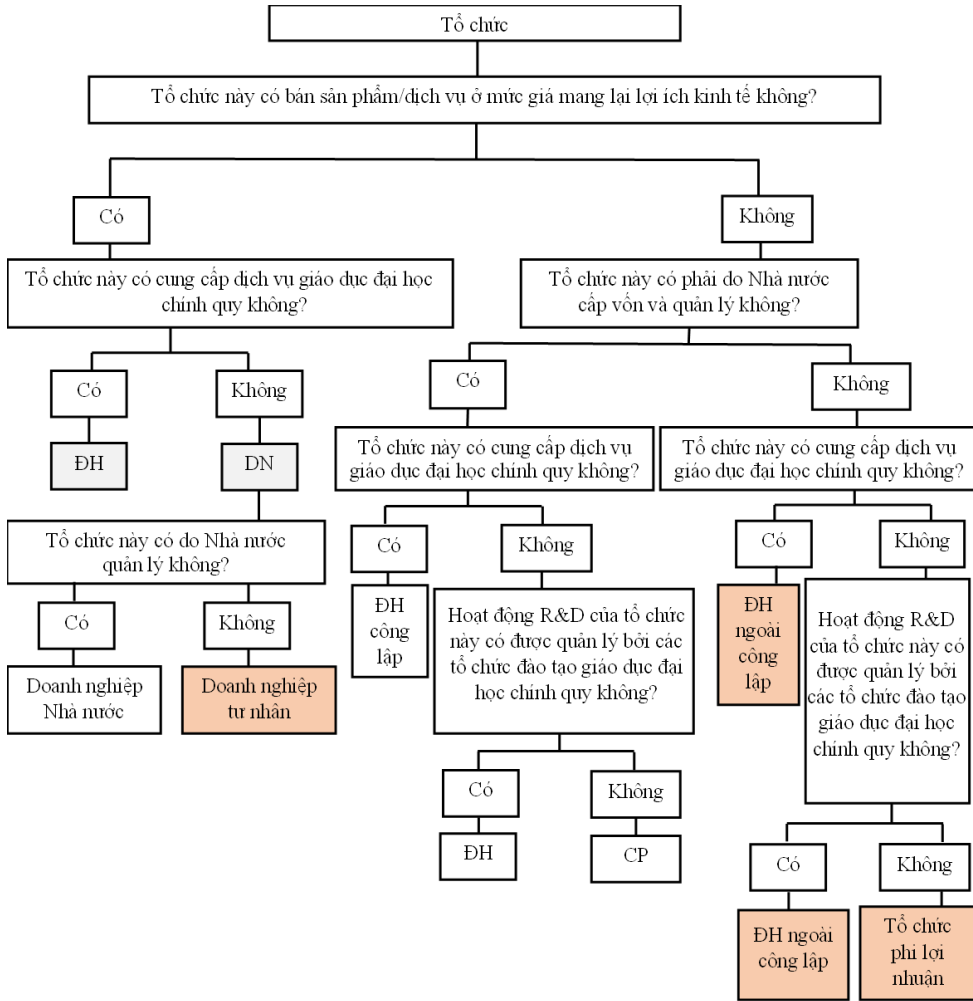 Tổ chức
Tổ chức này có bán sản phẩm/dịch vụ ở mức giá mang lại lợi ích kinh tế không?
Có
Không
Tổ chức này có cung cấp dịch vụ giáo dục đại học
chính quy không?
Tổ chức này có phải do Nhà nước
cấp vốn và quản lý không?
Có
Không
Có
Không
ĐH
DN
Tổ chức này có cung cấp dịch vụ
giáo dục đại học chính quy không?
Tổ chức này có cung cấp dịch vụ
giáo dục đại học chính quy không?
Tổ chức này có do Nhà nước
quản lý không?
Có
Không
Có
Không
Có
Không
ĐH
công
lập
Hoạt động R&D của tổ chức
này có được quản lý bởi các
tổ chức đào tạo giáo dục đại
học chính quy không?
ĐH
ngoài
công
lập
Hoạt động R&D
của tổ chức này có
được quản lý bởi
các tổ chức đào tạo
giáo dục đại học
chính quy không?
Doanh nghiệp
Nhà nước
Doanh nghiệp
tư nhân
Có
Không
ĐH
CP
Có
Không
ĐH ngoài
công lập
Tổ chức
phi lợi
nhuận